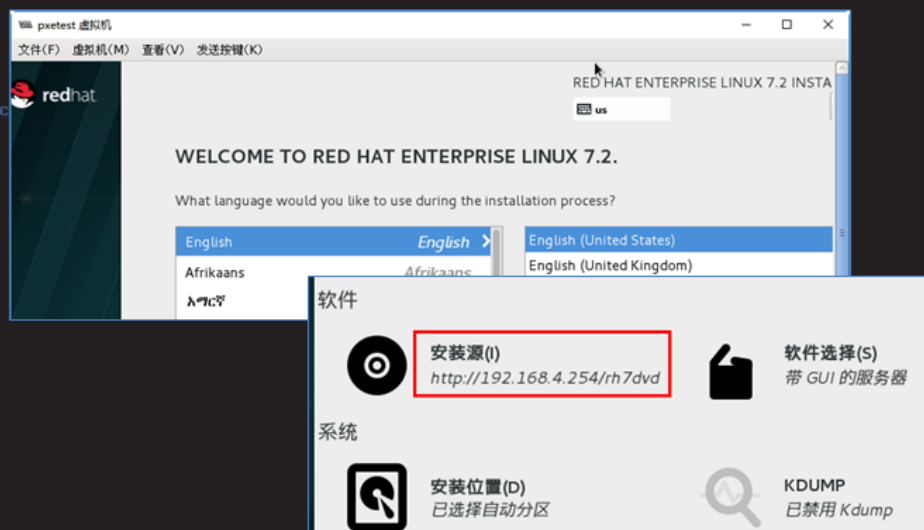 pxetest 虚拟机
文件(F) 虚拟机(M) 查看(V) 发送按键(K)
redhat
RED HAT ENTERPRISE LINUX 7.2 INSTA
us
WELCOME TO RED HAT ENTERPRISE LINUX 7.2.
What language would you like to use during the installation process?
English English
English (United States)
Afrikaans Afrikaans
English (United Kingdom)
አማርኛ
软件
安装源(I)
http://192.168.4.254/rh7dvd
软件选择(S)
带 GUI 的服务器
系统
安装位置(D)
已选择自动分区
KDUMP
已禁用 Kdump